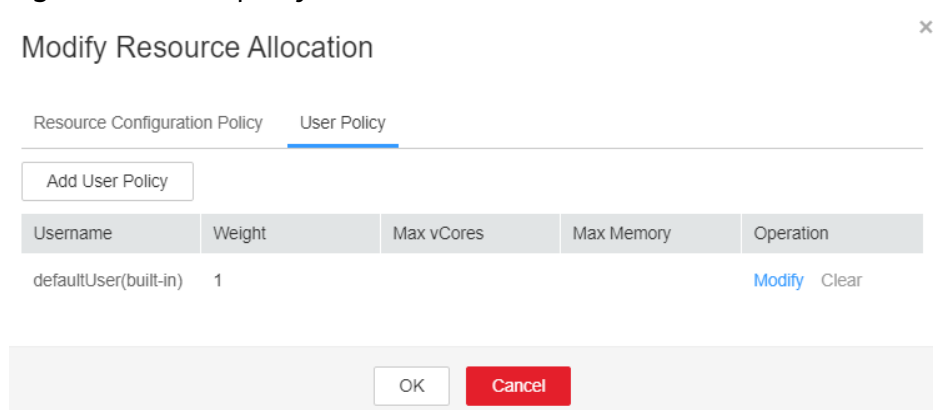 ×
Modify Resource Allocation
Resource Configuration Policy User Policy
Add User Policy
Username Weight Max vCores Max Memory Operation
defaultUser(built-in) 1 Modify Clear
OK Cancel